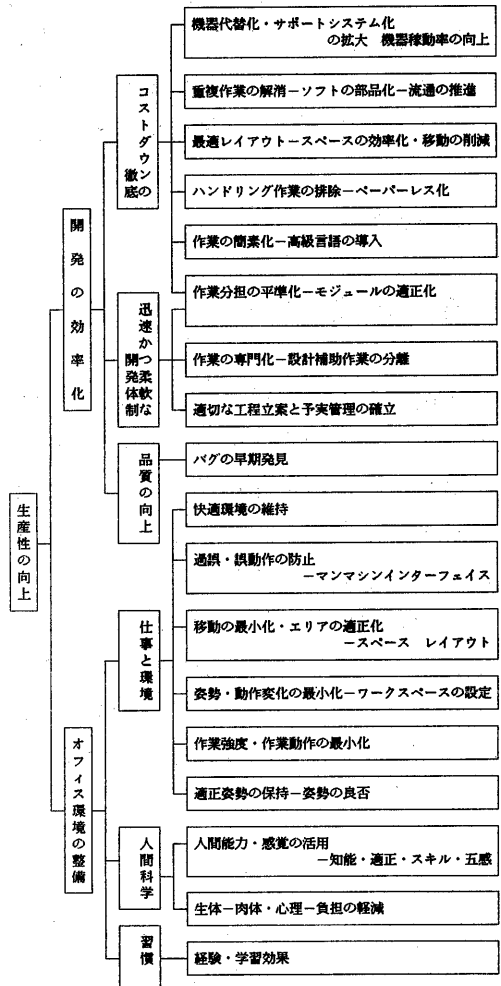 生産性の向上
開発の効率化
コストダウンの
徹底
機器代替化・サポートシステム化
の拡大 機器稼動率の向上
重複作業の解消－ソフトの部品化－流通の推進
最適レイアウト－スペースの効率化・移動の削減
ハンドリング作業の排除－ペーパーレス化
作業の簡素化－高級言語の導入
作業分担の平準化－モジュールの適正化
迅速かつ柔軟な
開発体制
作業の専門化－設計補助作業の分離
適切な工程立案と予実管理の確立
品質の向上
バグの早期発見
オフィス環境の整備
仕事と環境
快適環境の維持
過誤・誤動作の防止
－マンマシンインターフェイス
移動の最小化・エリアの適正化
－スペース レイアウト
姿勢・動作変化の最小化－ワークスペースの設定
作業強度・作業動作の最小化
適正姿勢の保持－姿勢の良否
人間科学
人間能力・感覚の活用
－知能・適正・スキル・五感
生体－肉体・心理－負担の軽減
習慣
経験・学習効果